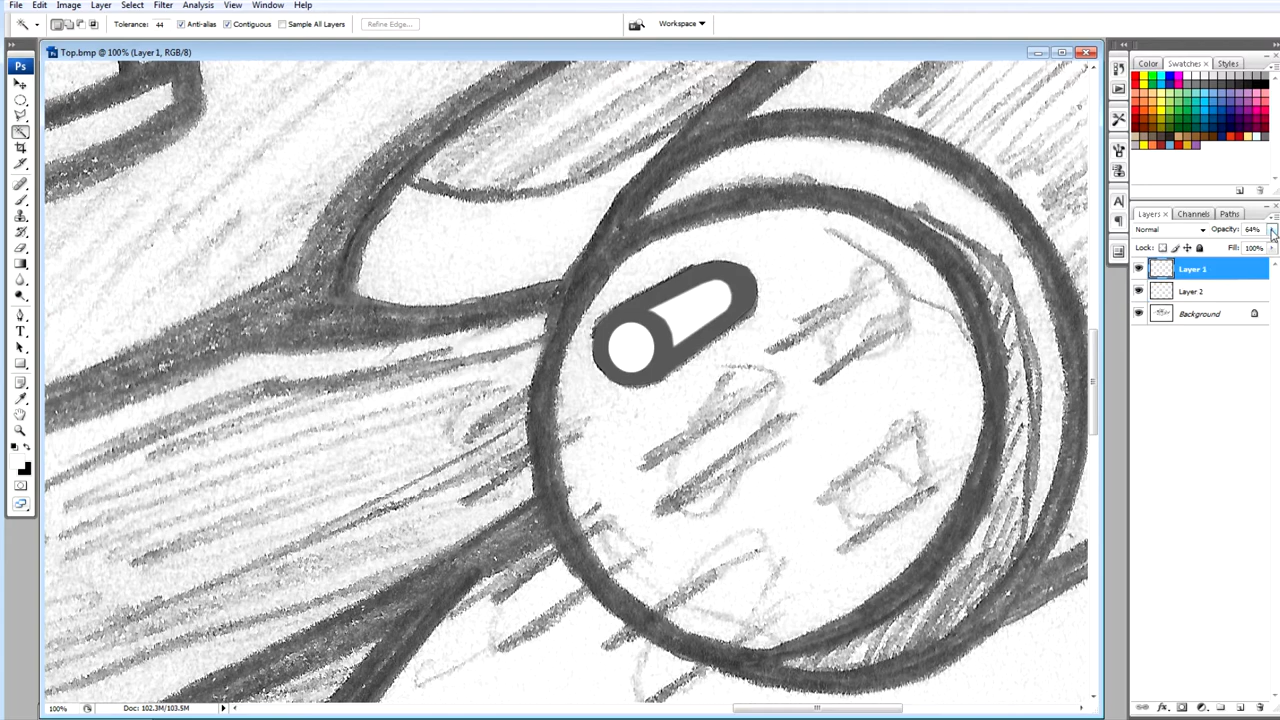 File Edit Image Layer Select Filter Analysis View Window Help
Tolerance: 44 Anti-alias Contiguous Sample All Layers Refine Edge... Workspace
Top.bmp @ 100% (Layer 1, RGB/8)
Ps
Color Swatches × Styles
Layers × Channels Paths
Normal Opacity: 64%
Lock: Fill: 100%
Layer 1
Layer 2
Background
100% Doc: 102.3M/103.5M